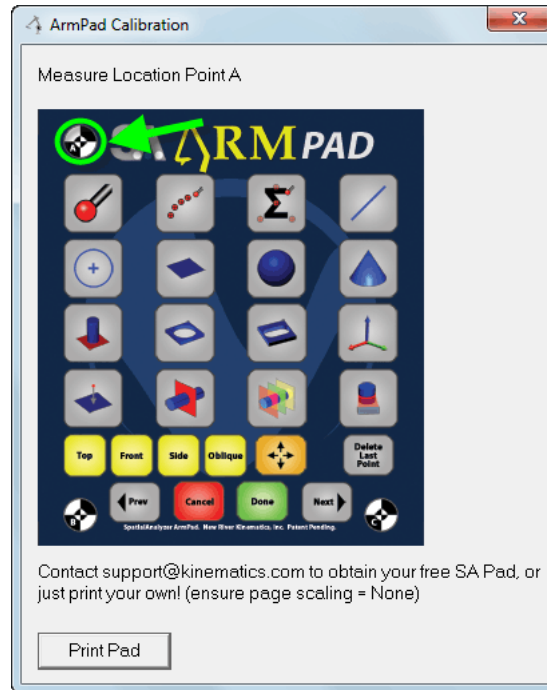 ArmPad Calibration
Measure Location Point A
A SA ARMPAD
Top Front Side Oblique Delete Last Point
B Prev Cancel Done Next C
SpatialAnalyzer ArmPad. New River Kinematics, Inc. Patent Pending.
Contact support@kinematics.com to obtain your free SA Pad, or
just print your own! (ensure page scaling = None)
Print Pad